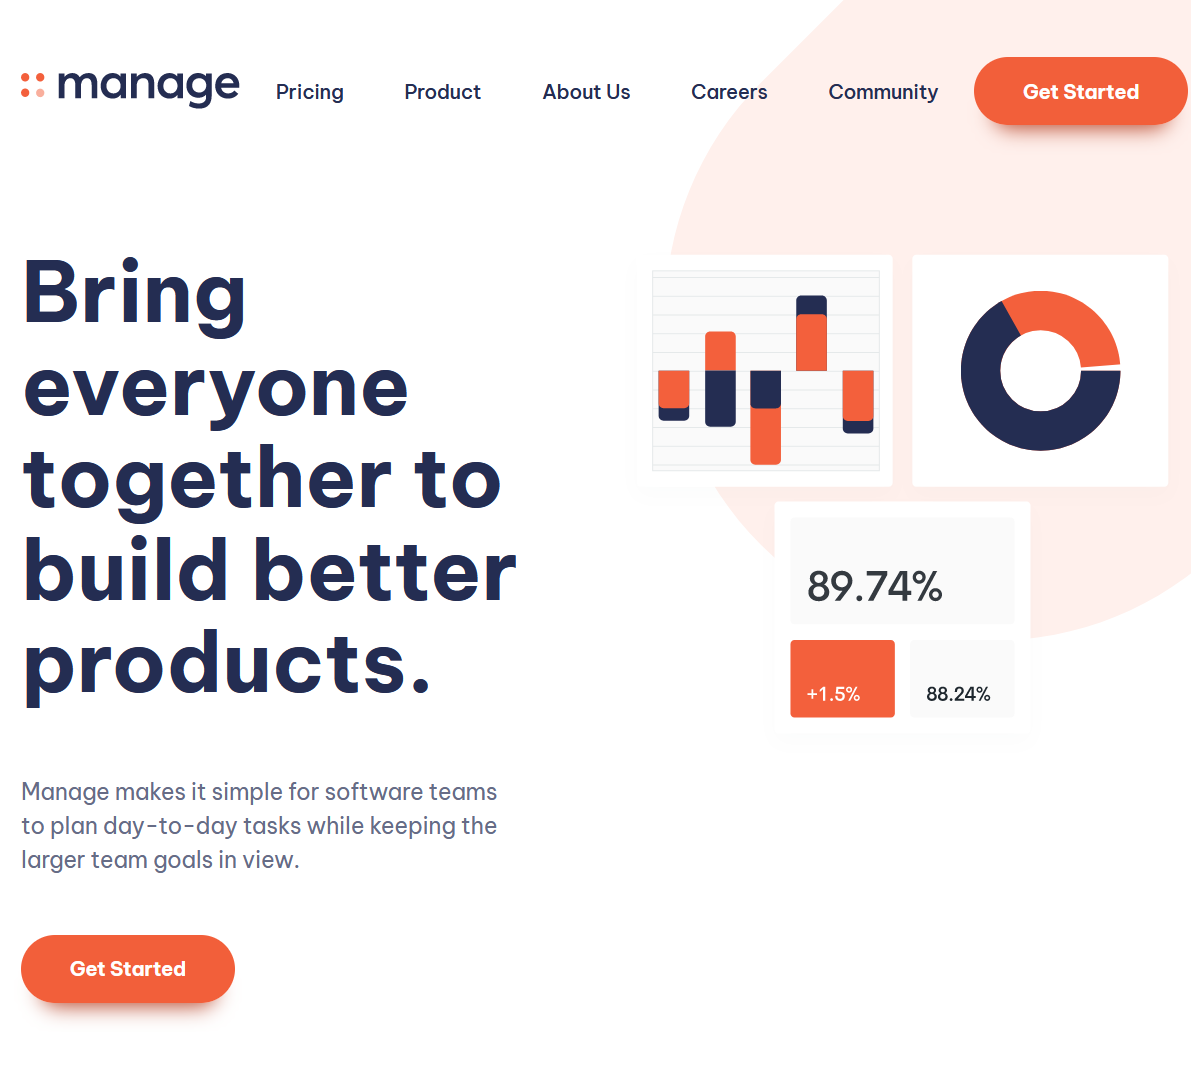 manage
Pricing
Product
About Us
Careers
Community
Get Started
Bring
everyone
together to
build better
products.
89.74%
+1.5%
88.24%
Manage makes it simple for software teams
to plan day-to-day tasks while keeping the
larger team goals in view.
Get Started